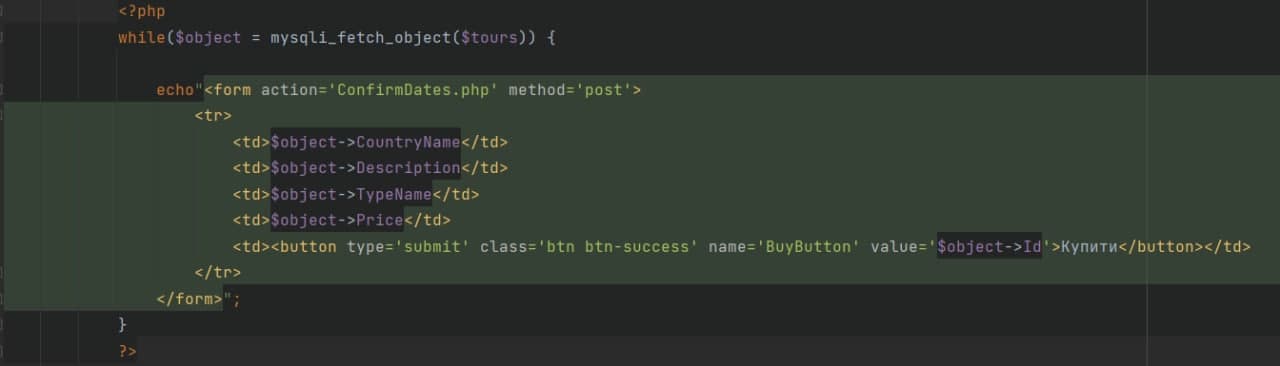 <?php
while($object = mysqli_fetch_object($tours)) {
echo"<form action='ConfirmDates.php' method='post'>
<tr>
<td>$object->CountryName</td>
<td>$object->Description</td>
<td>$object->TypeName</td>
<td>$object->Price</td>
<td><button type='submit' class='btn btn-success' name='BuyButton' value='$object->Id'>Купити</button></td>
</tr>
</form>";
}
?>